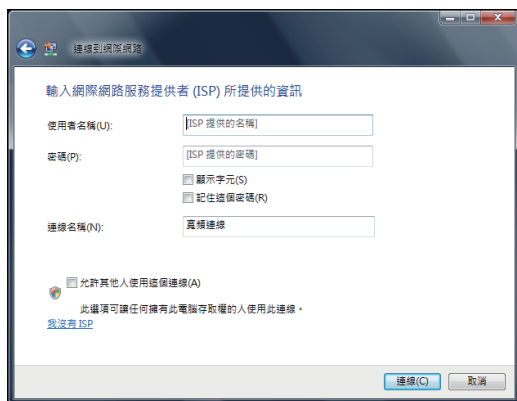 連線到網際網路
輸入網際網路服務提供者 (ISP) 所提供的資訊
使用者名稱(U):
[ISP 提供的名稱]
密碼(P):
[ISP 提供的密碼]
顯示字元(S)
記住這個密碼(R)
連線名稱(N):
寬頻連線
允許其他人使用這個連線(A)
此選項可讓任何擁有此電腦存取權的人使用此連線。
我沒有 ISP
連線(C)
取消